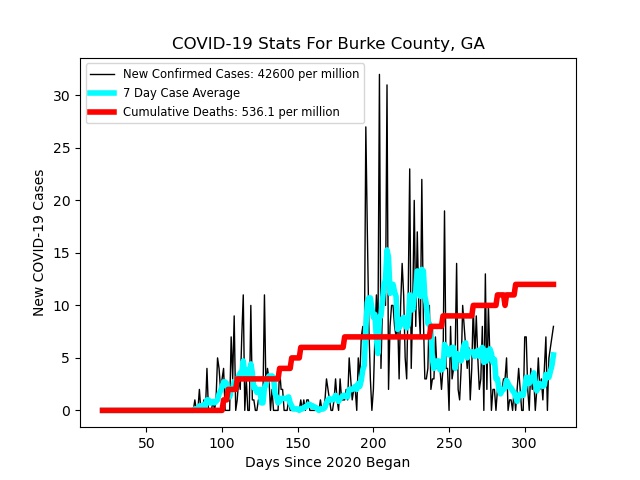 COVID-19 Stats For Burke County, GA
New Confirmed Cases: 42600 per million
7 Day Case Average
Cumulative Deaths: 536.1 per million
New COVID-19 Cases
30
25
20
15
10
5
0
50 100 150 200 250 300
Days Since 2020 Began